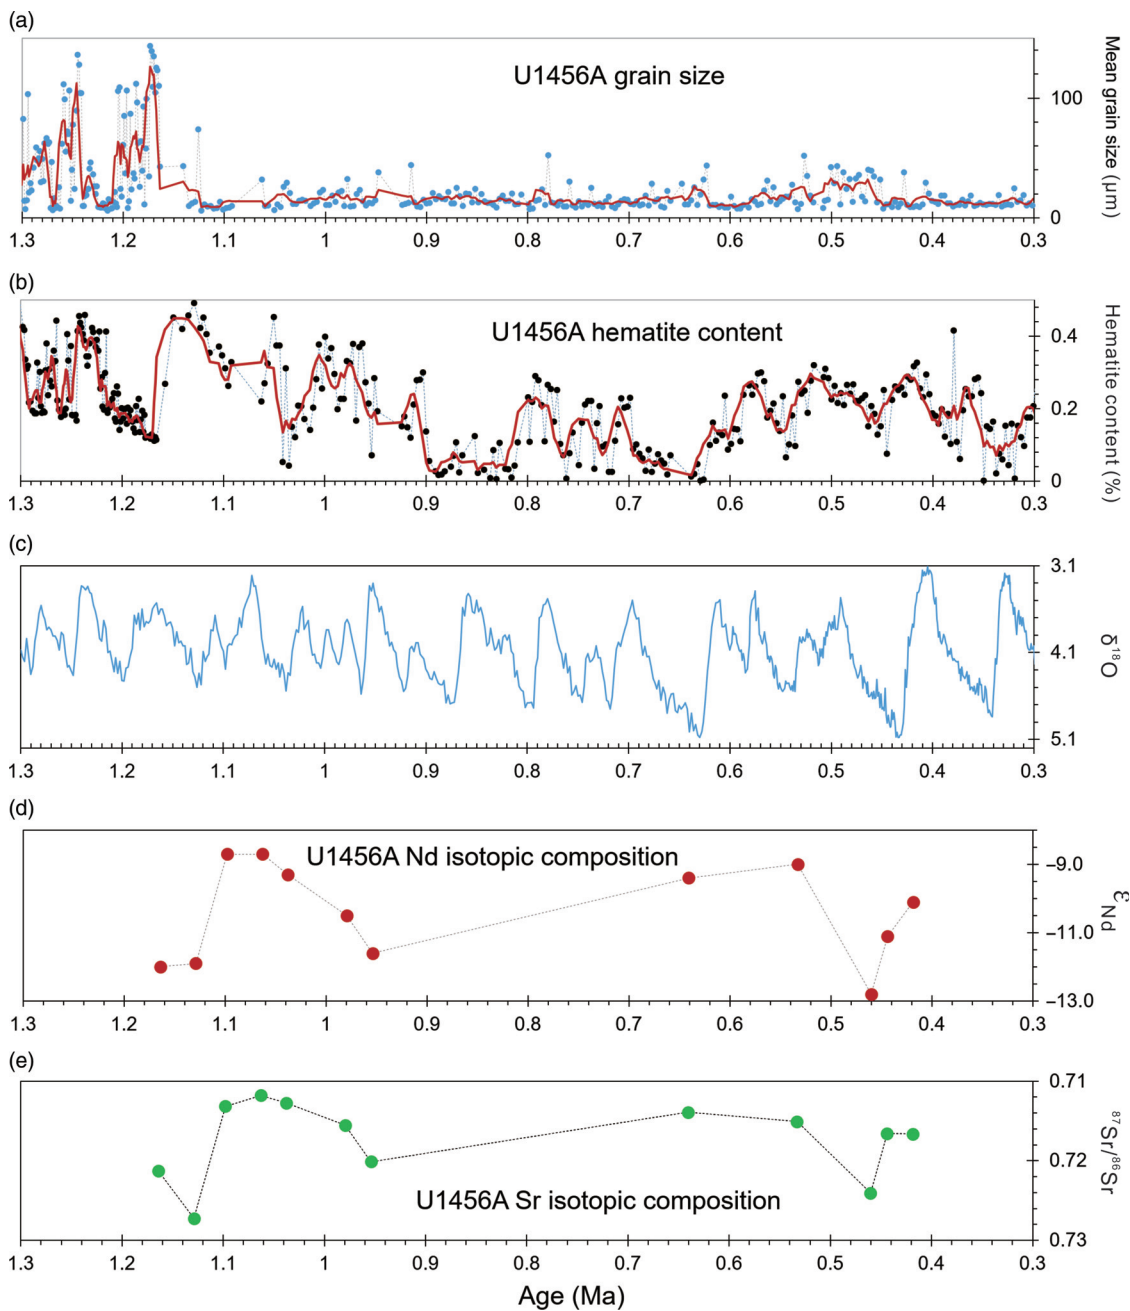 (a)
U1456A grain size
Mean grain size (μm)
100
0
1.3 1.2 1.1 1 0.9 0.8 0.7 0.6 0.5 0.4 0.3
(b)
U1456A hematite content
Hematite content (%)
0.4
0.2
0
1.3 1.2 1.1 1 0.9 0.8 0.7 0.6 0.5 0.4 0.3
(c)
3.1
4.1
5.1
δ¹⁸O
1.3 1.2 1.1 1 0.9 0.8 0.7 0.6 0.5 0.4 0.3
(d)
U1456A Nd isotopic composition
−9.0
−11.0
−13.0
εNd
1.3 1.2 1.1 1 0.9 0.8 0.7 0.6 0.5 0.4 0.3
(e)
0.71
0.72
0.73
⁸⁷Sr/⁸⁶Sr
U1456A Sr isotopic composition
1.3 1.2 1.1 1 0.9 0.8 0.7 0.6 0.5 0.4 0.3
Age (Ma)